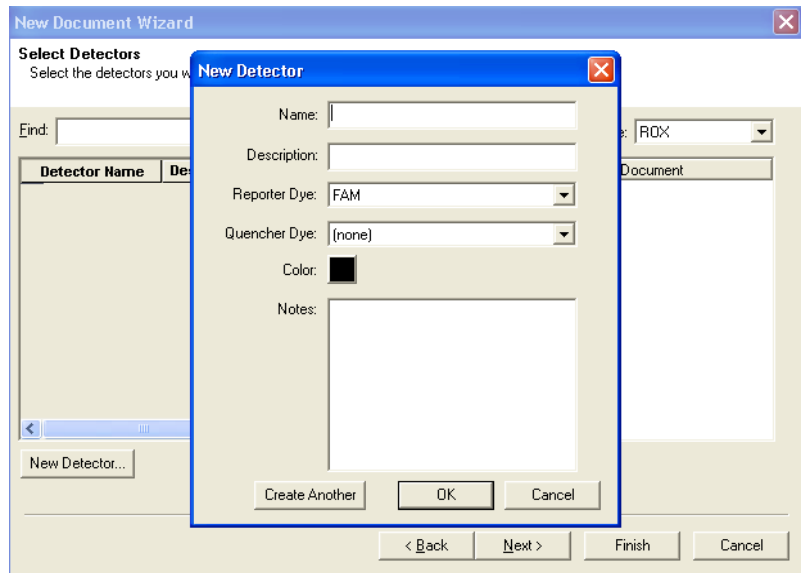 New Document Wizard
Select Detectors
Select the detectors you w
New Detector
Name:
Find:
e: ROX
Description:
Detector Name Des
Document
Reporter Dye: FAM
Quencher Dye: (none)
Color:
Notes:
New Detector...
Create Another OK Cancel
< Back Next > Finish Cancel